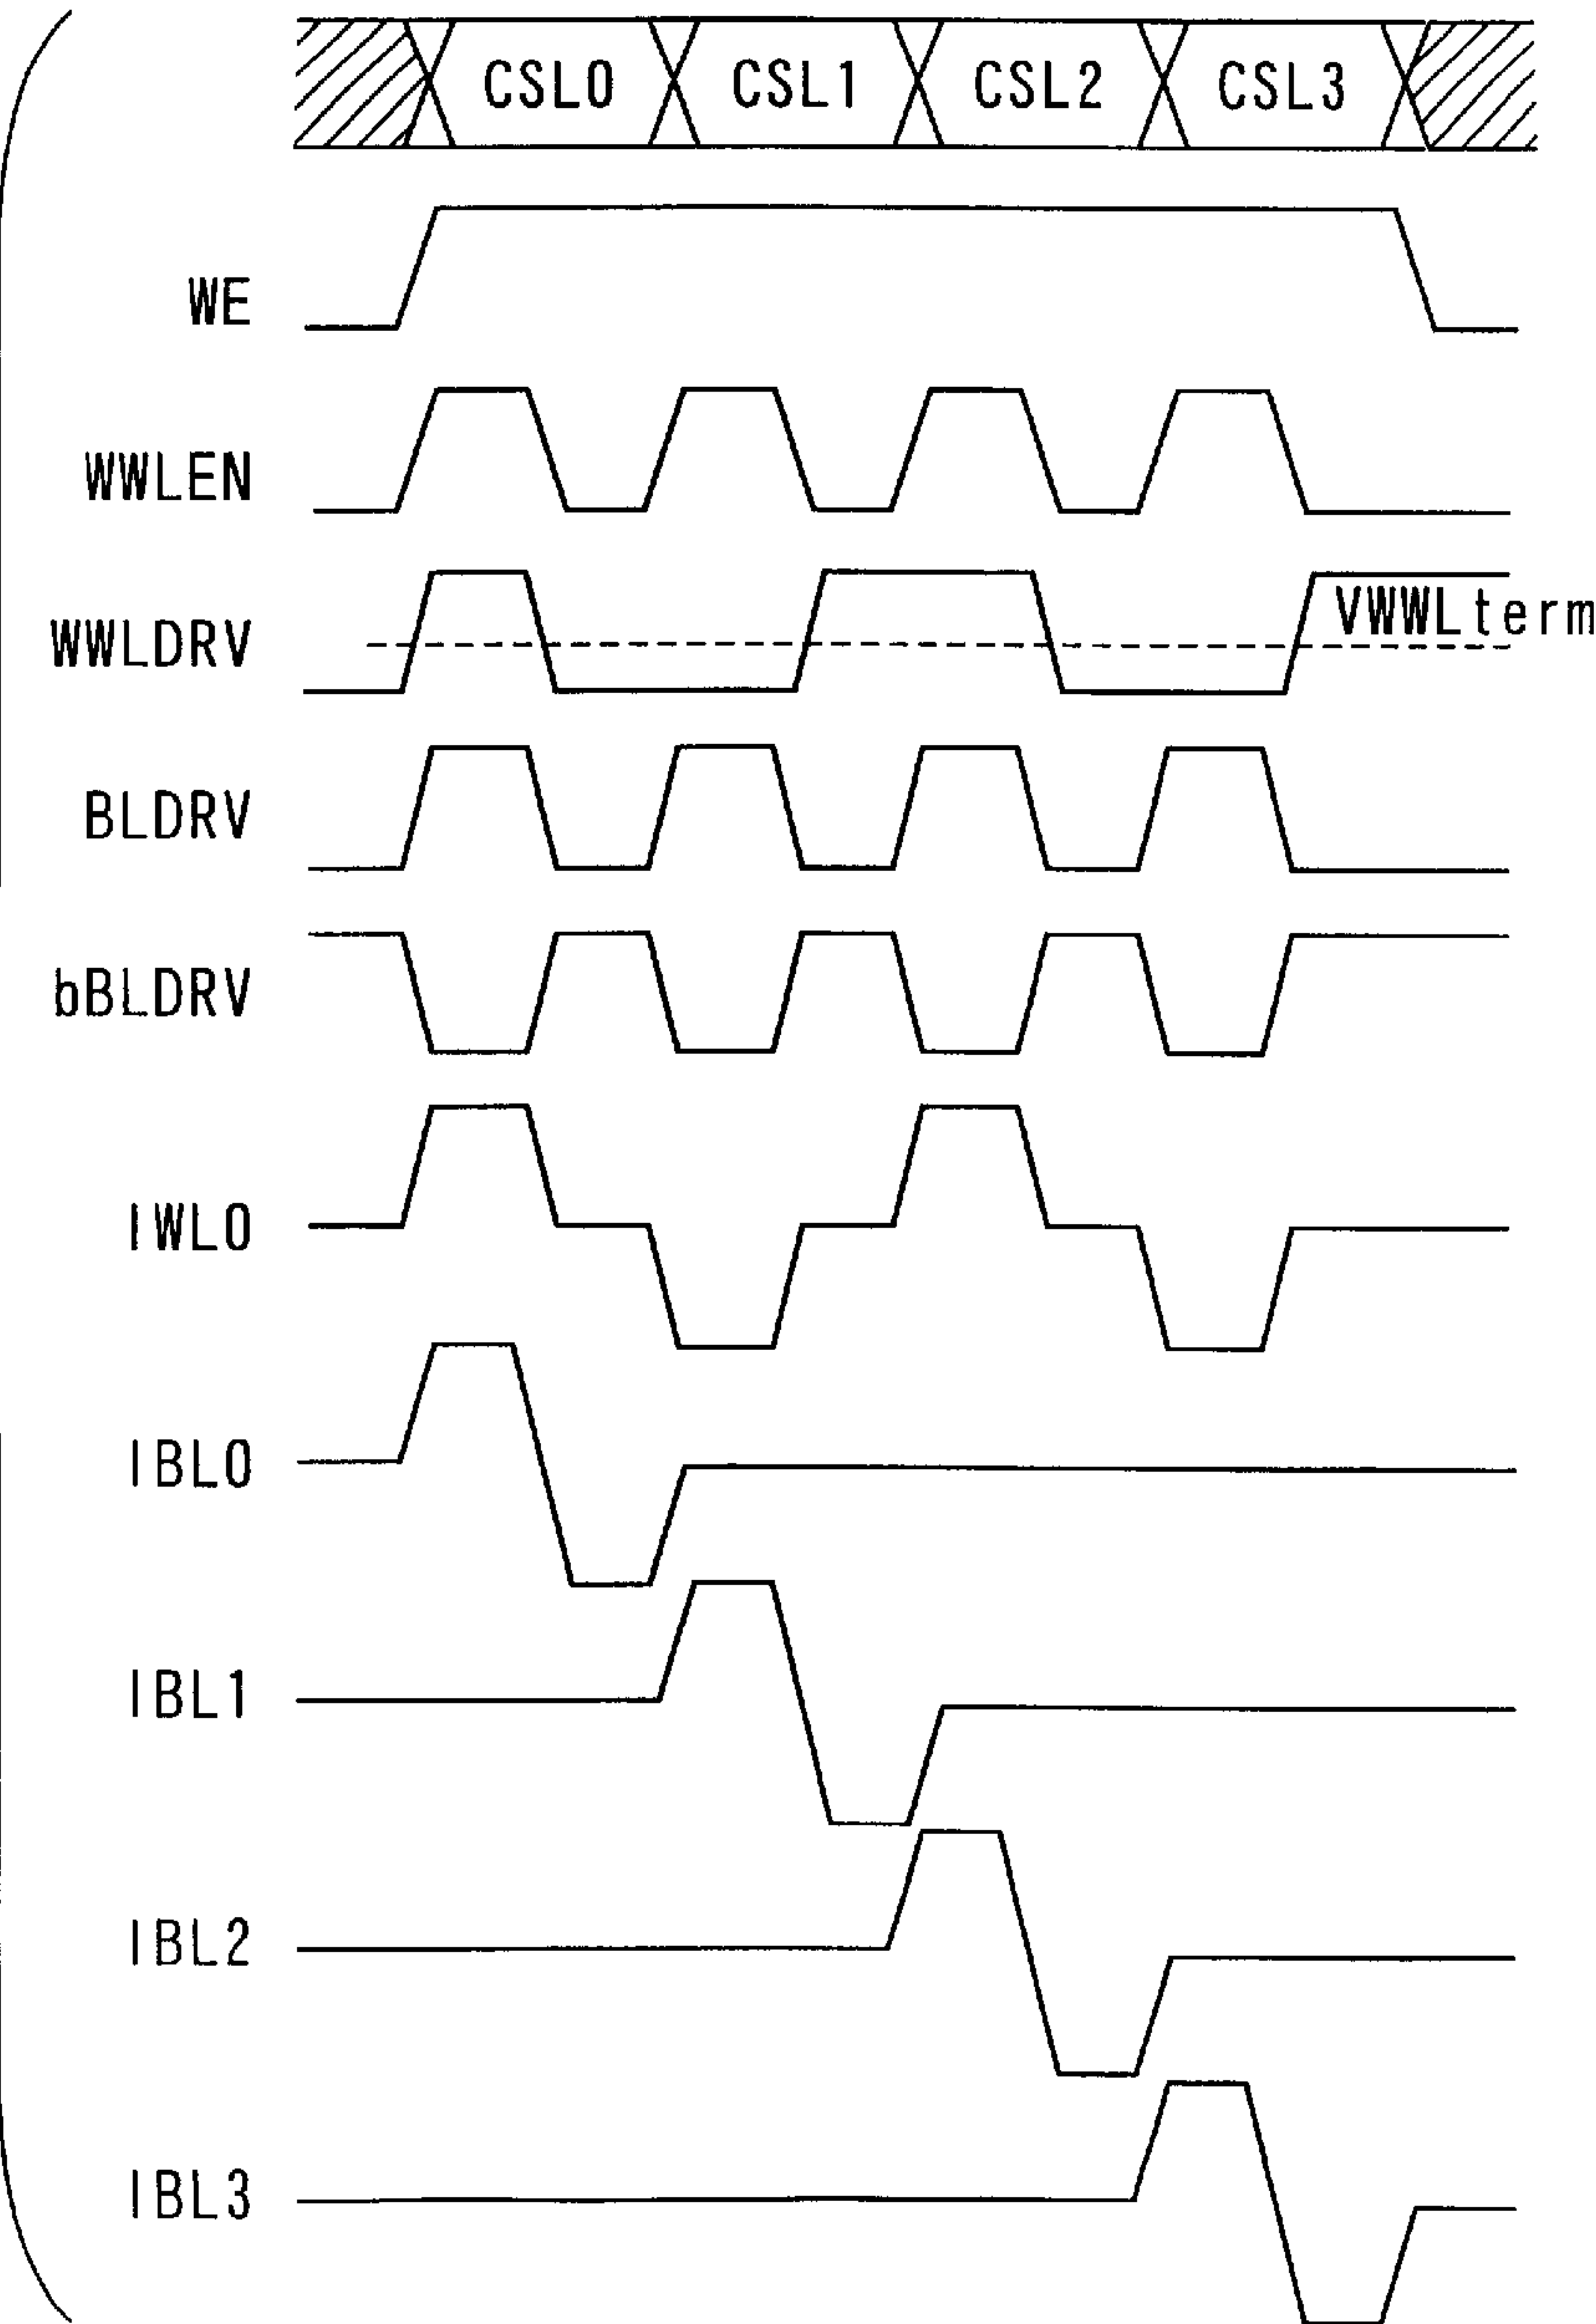 CSL0 CSL1 CSL2 CSL3
WE
WWLEN
WWLDRV VWWLterm
BLDRV
bBLDRV
IWL0
IBL0
IBL1
IBL2
IBL3